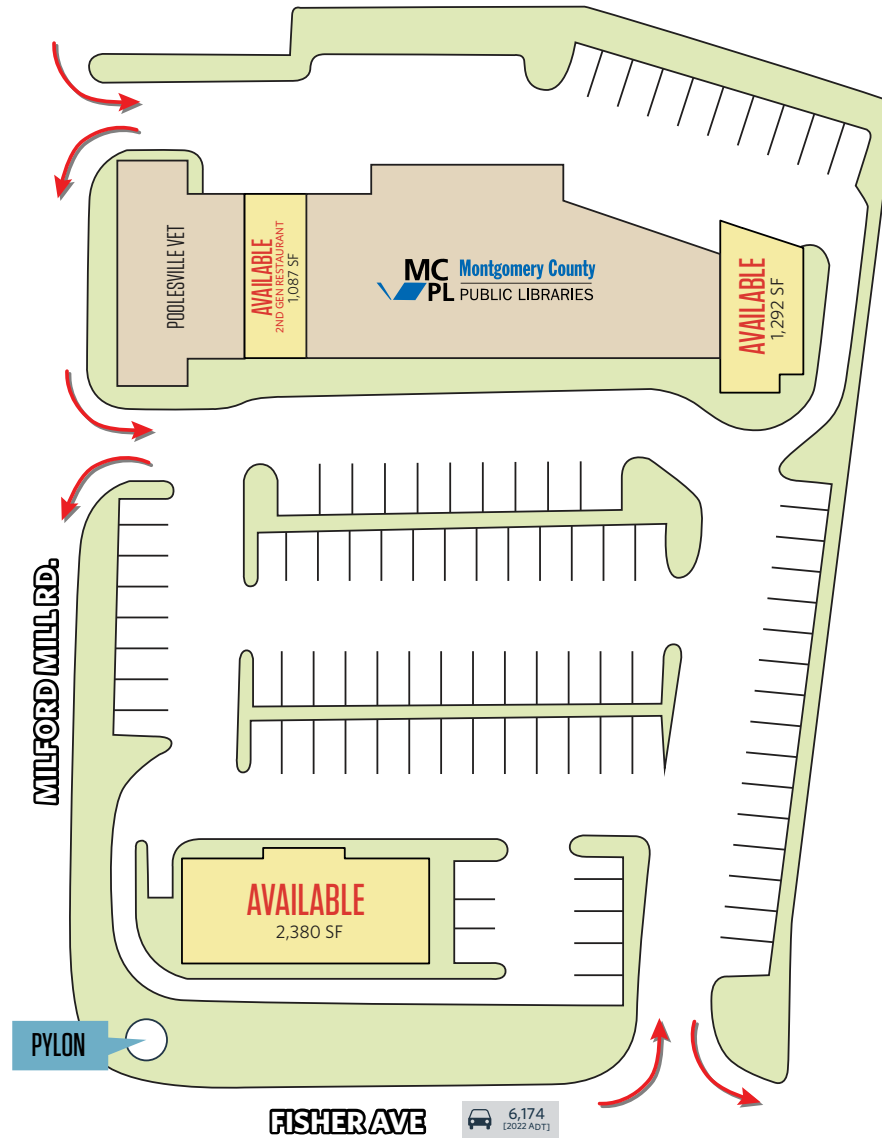 POOLESVILLE VET
AVAILABLE
2ND GEN RESTAURANT
1,087 SF
MC
PL
Montgomery County
PUBLIC LIBRARIES
AVAILABLE
1,292 SF
MILFORD MILL RD.
AVAILABLE
2,380 SF
PYLON
FISHER AVE
6,174
[2022 ADT]